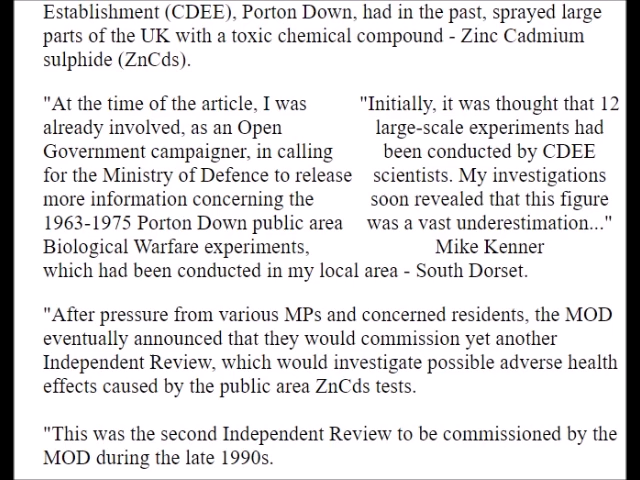 Establishment (CDEE), Porton Down, had in the past, sprayed large
parts of the UK with a toxic chemical compound - Zinc Cadmium
sulphide (ZnCds).
"At the time of the article, I was
already involved, as an Open
Government campaigner, in calling
for the Ministry of Defence to release
more information concerning the
1963-1975 Porton Down public area
Biological Warfare experiments,
which had been conducted in my local area - South Dorset.
"Initially, it was thought that 12
large-scale experiments had
been conducted by CDEE
scientists. My investigations
soon revealed that this figure
was a vast underestimation..."
Mike Kenner
"After pressure from various MPs and concerned residents, the MOD
eventually announced that they would commission yet another
Independent Review, which would investigate possible adverse health
effects caused by the public area ZnCds tests.
"This was the second Independent Review to be commissioned by the
MOD during the late 1990s.